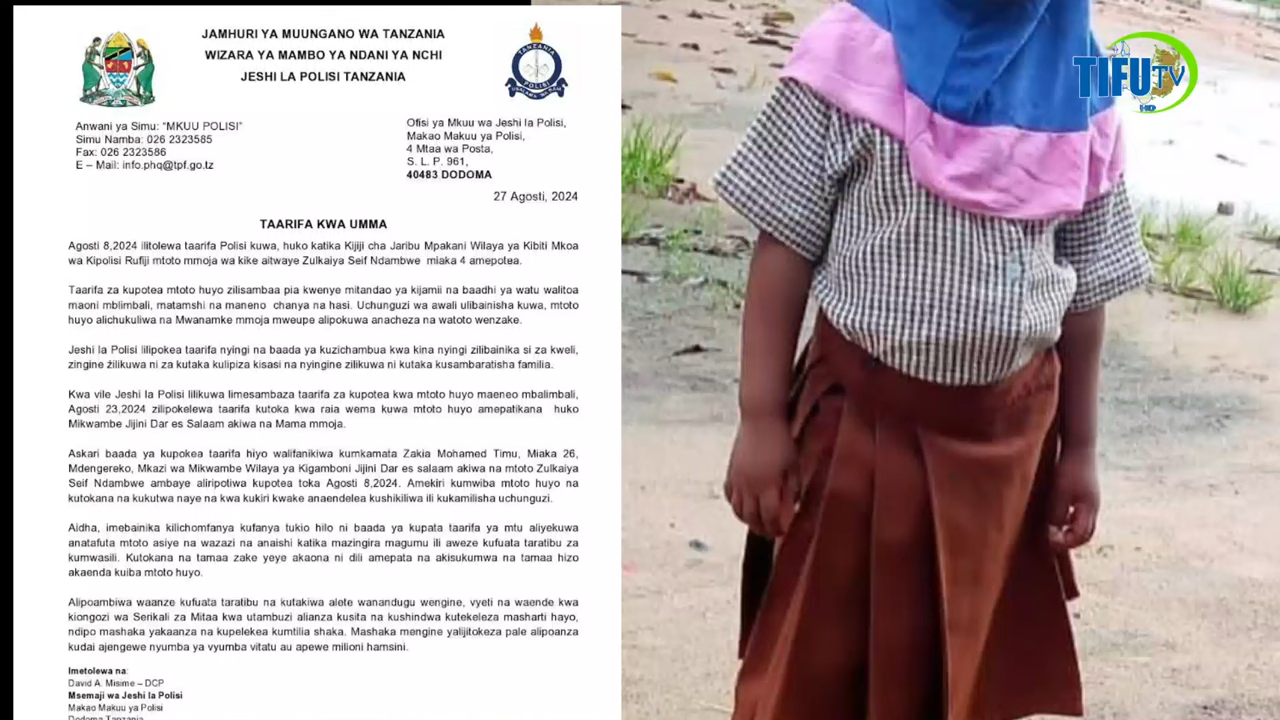 JAMHURI YA MUUNGANO WA TANZANIA
WIZARA YA MAMBO YA NDANI YA NCHI
JESHI LA POLISI TANZANIA
TANZANIA
POLISI
Anwani ya Simu: "MKUU POLISI"
Simu Namba: 026 2323585
Fax: 026 2323586
E – Mail: info.phq@tpf.go.tz
Ofisi ya Mkuu wa Jeshi la Polisi,
Makao Makuu ya Polisi,
4 Mtaa wa Posta,
S. L. P. 961,
40483 DODOMA
27 Agosti, 2024
TAARIFA KWA UMMA
Agosti 8,2024 ilitolewa taarifa Polisi kuwa, huko katika Kijiji cha Jaribu Mpakani Wilaya ya Kibiti Mkoa
wa Kipolisi Rufiji mtoto mmoja wa kike aitwaye Zulkaiya Seif Ndambwe miaka 4 amepotea.
Taarifa za kupotea mtoto huyo zilisambaa pia kwenye mitandao ya kijamii na baadhi ya watu walitoa
maoni mblimbali, matamshi na maneno chanya na hasi. Uchunguzi wa awali ulibainisha kuwa, mtoto
huyo alichukuliwa na Mwanamke mmoja mweupe alipokuwa anacheza na watoto wenzake.
Jeshi la Polisi lilipokea taarifa nyingi na baada ya kuzichambua kwa kina nyingi zilibainika si za kweli,
zingine zilikuwa ni za kutaka kulipiza kisasi na nyingine zilikuwa ni kutaka kusambaratisha familia.
Kwa vile Jeshi la Polisi lilikuwa limesambaza taarifa za kupotea kwa mtoto huyo maeneo mbalimbali,
Agosti 23,2024 zilipokelewa taarifa kutoka kwa raia wema kuwa mtoto huyo amepatikana huko
Mikwambe Jijini Dar es Salaam akiwa na Mama mmoja.
Askari baada ya kupokea taarifa hiyo walifanikiwa kumkamata Zakia Mohamed Timu, Miaka 26,
Mdengereko, Mkazi wa Mikwambe Wilaya ya Kigamboni Jijini Dar es salaam akiwa na mtoto Zulkaiya
Seif Ndambwe ambaye aliripotiwa kupotea toka Agosti 8,2024. Amekiri kumwiba mtoto huyo na
kutokana na kukutwa naye na kwa kukiri kwake anaendelea kushikiliwa ili kukamilisha uchunguzi.
Aidha, imebainika kilichomfanya kufanya tukio hilo ni baada ya kupata taarifa ya mtu aliyekuwa
anatafuta mtoto asiye na wazazi na anaishi katika mazingira magumu ili aweze kufuata taratibu za
kumwasili. Kutokana na tamaa zake yeye akaona ni dili amepata na akisukumwa na tamaa hizo
akaenda kuiba mtoto huyo.
Alipoambiwa waanze kufuata taratibu na kutakiwa alete wanandugu wengine, vyeti na waende kwa
kiongozi wa Serikali za Mitaa kwa utambuzi alianza kusita na kushindwa kutekeleza masharti hayo,
ndipo mashaka yakaanza na kupelekea kumtilia shaka. Mashaka mengine yalijitokeza pale alipoanza
kudai ajengewe nyumba ya vyumba vitatu au apewe milioni hamsini.
Imetolewa na:
David A. Misime – DCP
Msemaji wa Jeshi la Polisi
Makao Makuu ya Polisi
Dodoma Tanzania
TIFU TV